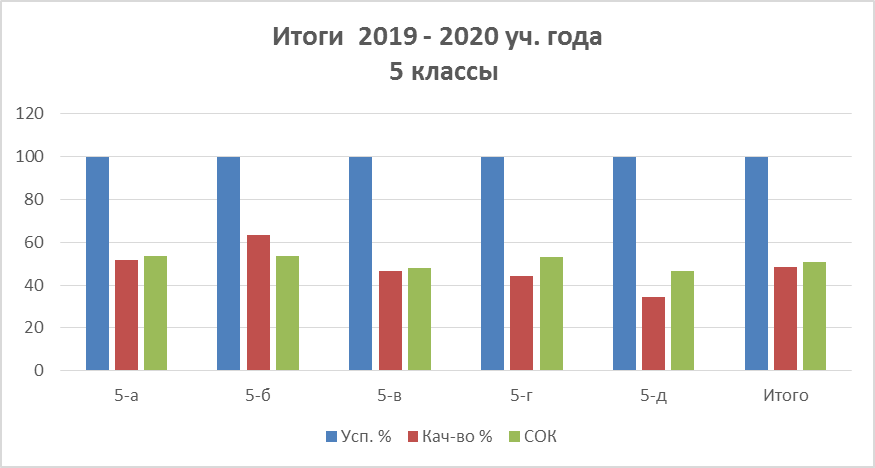 Итоги 2019 - 2020 уч. года
5 классы
120
100
80
60
40
20
0
5-а 5-б 5-в 5-г 5-д Итого
Усп. % Кач-во % СОК